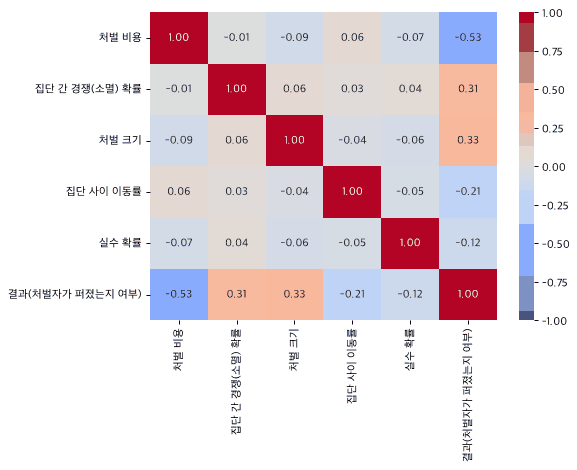 처벌 비용 1.00 -0.01 -0.09 0.06 -0.07 -0.53
집단 간 경쟁(소멸) 확률 -0.01 1.00 0.06 0.03 0.04 0.31
처벌 크기 -0.09 0.06 1.00 -0.04 -0.06 0.33
집단 사이 이동률 0.06 0.03 -0.04 1.00 -0.05 -0.21
실수 확률 -0.07 0.04 -0.06 -0.05 1.00 -0.12
결과(처벌자가 퍼졌는지 여부) -0.53 0.31 0.33 -0.21 -0.12 1.00
처벌 비용
집단 간 경쟁(소멸) 확률
처벌 크기
집단 사이 이동률
실수 확률
결과(처벌자가 퍼졌는지 여부)
1.00
0.75
0.50
0.25
0.00
-0.25
-0.50
-0.75
-1.00